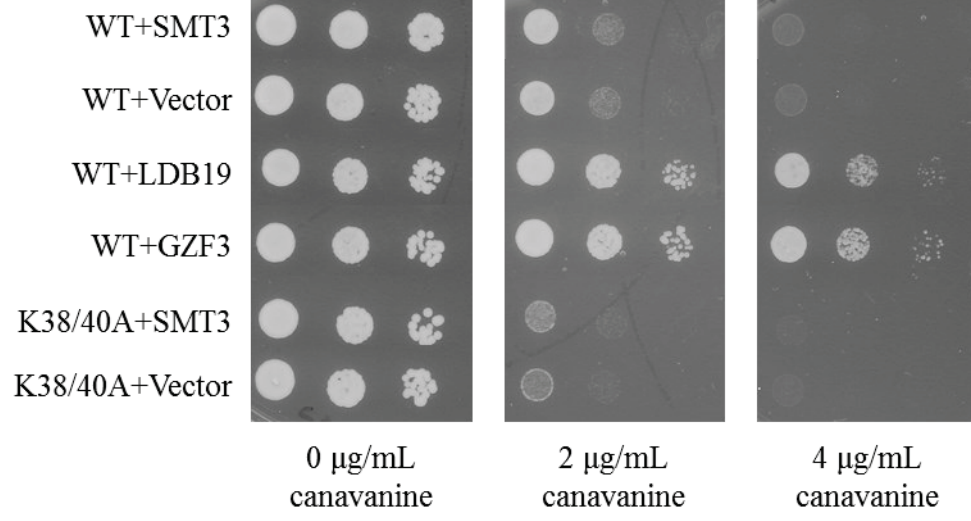 WT+SMT3
WT+Vector
WT+LDB19
WT+GZF3
K38/40A+SMT3
K38/40A+Vector
0 μg/mL
canavanine
2 μg/mL
canavanine
4 μg/mL
canavanine